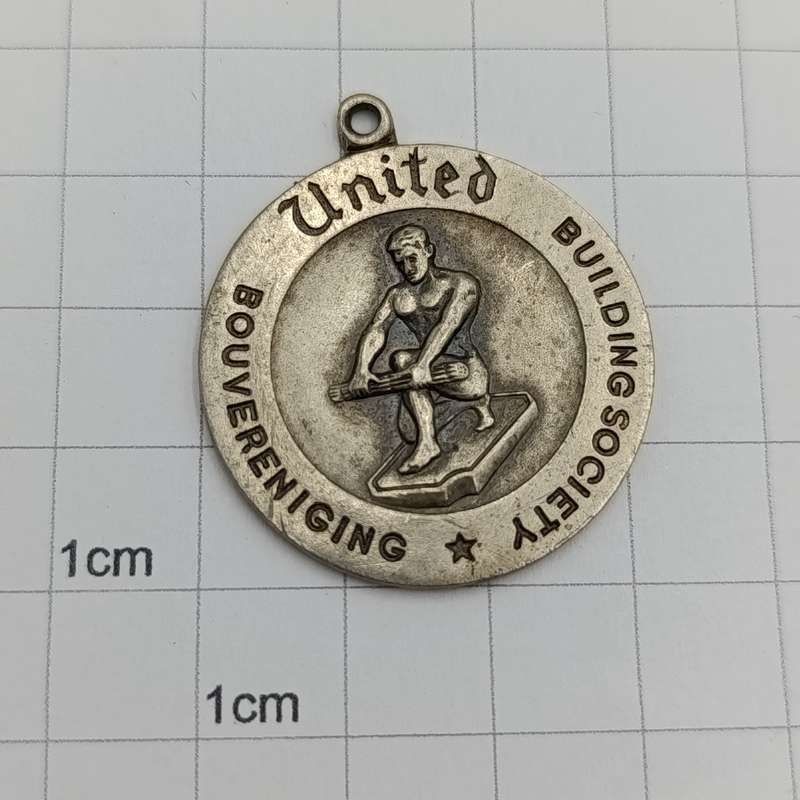 United
BUILDING SOCIETY
BOUVERENIGING
1cm
1cm